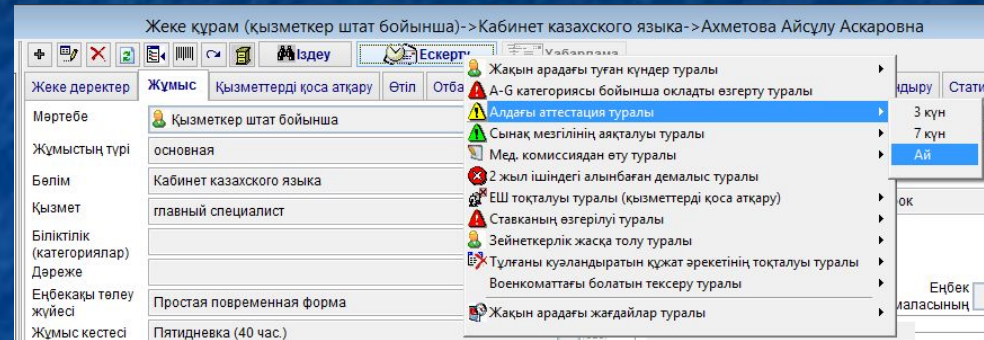 Жеке құрам (қызметкер штат бойынша)->Кабинет казахского языка->Ахметова Айсұлу Аскаровна
Іздеу Ескерту Хабарлама
Жеке деректер Жұмыс Қызметтерді қоса атқару Өтіл Отба ндыру Стати
Мәртебе Қызметкер штат бойынша
Жұмыстың түрі основная
Бөлім Кабинет казахского языка
Қызмет главный специалист
Біліктілік
(категориялар)
Дәреже
Еңбекақы төлеу
жүйесі
Простая повременная форма
Жұмыс кестесі Пятидневка (40 час.)
Жақын арадағы туған күндер туралы
A-G категориясы бойынша окладты өзгерту туралы
Алдағы аттестация туралы
Сынақ мезгілінің аяқталуы туралы
Мед. комиссиядан өту туралы
2 жыл ішіндегі алынбаған демалыс туралы
ЕШ тоқталуы туралы (қызметтерді қоса атқару)
Ставканың өзгерілуі туралы
Зейнеткерлік жасқа толу туралы
Тұлғаны куәландыратын құжат әрекетінің тоқталуы туралы
Военкоматтағы болатын тексеру туралы
Жақын арадағы жағдайлар туралы
3 күн
7 күн
Ай
ок
Еңбек
маласының